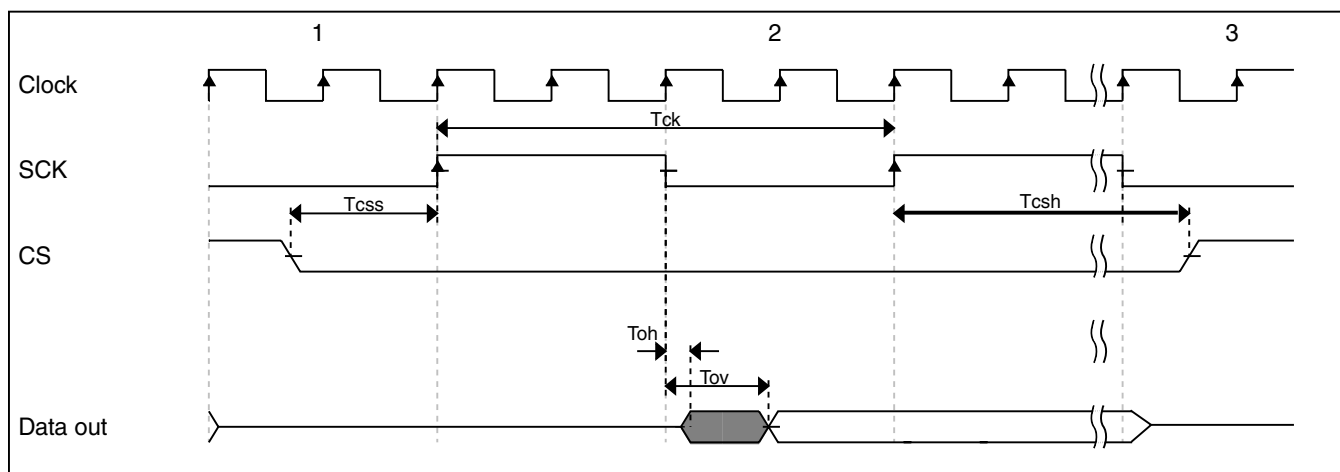 1 2 3
Clock
Tck
SCK
Tcss Tcsh
CS
Toh
Tov
Data out